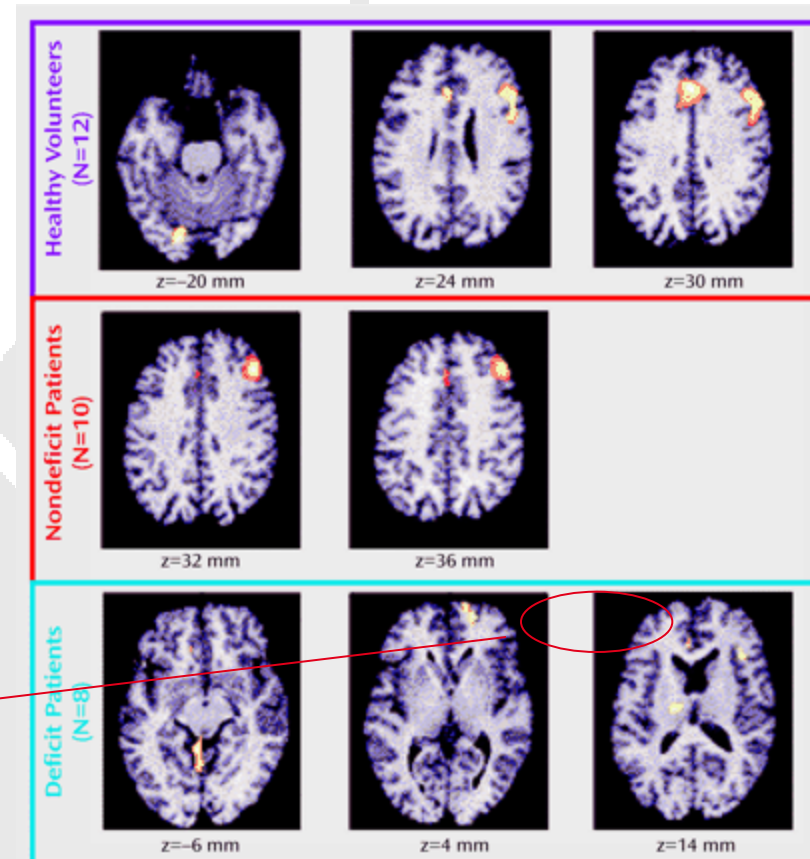 Healthy Volunteers
(N=12)
z=–20 mm
z=24 mm
z=30 mm
Nondeficit Patients
(N=10)
z=32 mm
z=36 mm
Deficit Patients
(N=8)
z=–6 mm
z=4 mm
z=14 mm